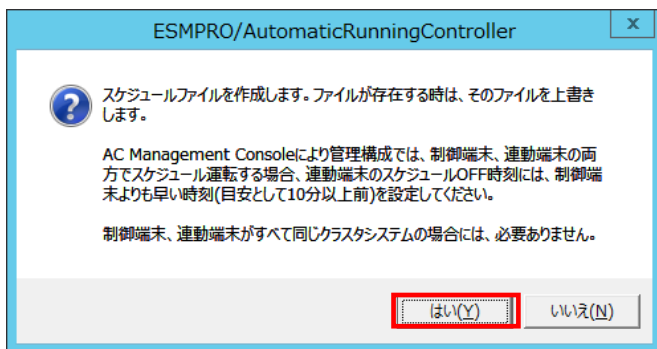 ESMPRO/AutomaticRunningController
x
?
スケジュールファイルを作成します。ファイルが存在する時は、そのファイルを上書き
します。
AC Management Consoleにより管理構成では、制御端末、連動端末の両
方でスケジュール運転する場合、連動端末のスケジュールOFF時刻には、制御端
末よりも早い時刻(目安として10分以上前)を設定してください。
制御端末、連動端末がすべて同じクラスタシステムの場合には、必要ありません。
はい(Y)
いいえ(N)